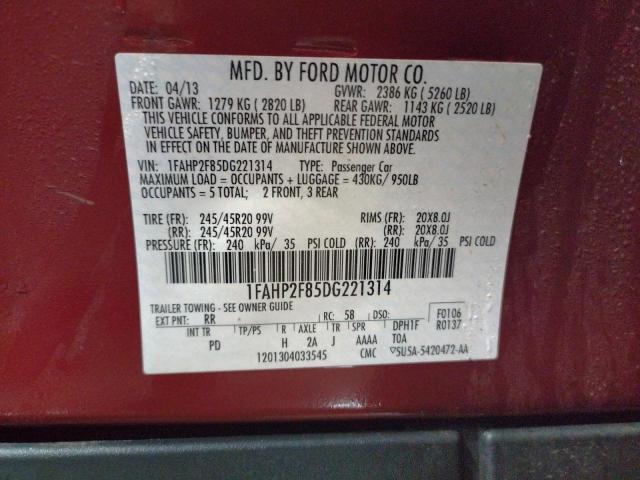 MFD. BY FORD MOTOR CO.
DATE: 04/13 GVWR: 2386 KG ( 5260 LB)
FRONT GAWR: 1279 KG ( 2820 LB) REAR GAWR: 1143 KG ( 2520 LB)
THIS VEHICLE CONFORMS TO ALL APPLICABLE FEDERAL MOTOR
VEHICLE SAFETY, BUMPER, AND THEFT PREVENTION STANDARDS
IN EFFECT ON THE DATE OF MANUFACTURE SHOWN ABOVE.
VIN: 1FAHP2F85DG221314 TYPE: Passenger Car
MAXIMUM LOAD = OCCUPANTS + LUGGAGE = 430KG/ 950LB
OCCUPANTS = 5 TOTAL; 2 FRONT, 3 REAR
TIRE (FR): 245/45R20 99V RIMS (FR): 20X8.0J
(RR): 245/45R20 99V (RR): 20X8.0J
PRESSURE (FR): 240 kPa/ 35 PSI COLD (RR): 240 kPa/ 35 PSI COLD
1FAHP2F85DG221314
TRAILER TOWING - SEE OWNER GUIDE
EXT PNT: RR RC: 58 DSO: F0106
INT TR TP/PS R AXLE TR SPR DPH1F R0137
PD H 2A J AAAA T0A
1201304033545 CMC ▽5U5A-5420472-AA